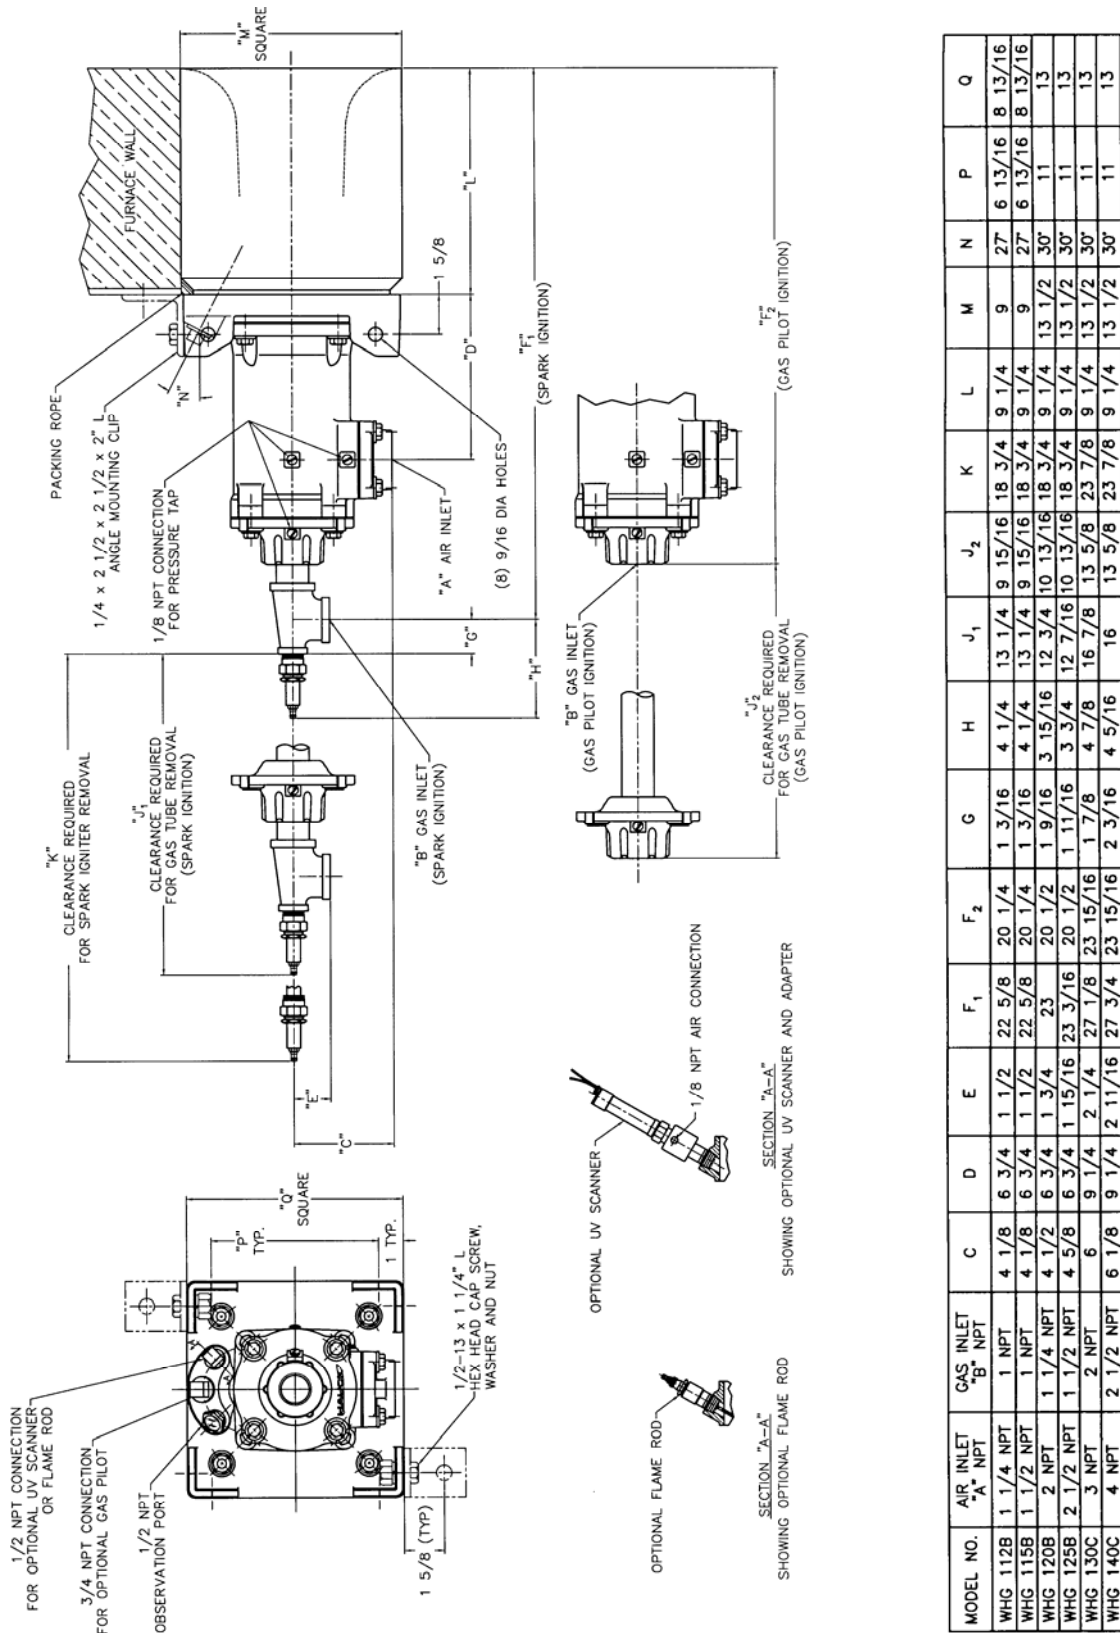 1/2 NPT CONNECTION
FOR OPTIONAL UV SCANNER
OR FLAME ROD
3/4 NPT CONNECTION
FOR OPTIONAL GAS PILOT
1/2 NPT
OBSERVATION PORT
"A"
"A"
HAUCK
"Q"
SQUARE
"P"
TYP.
1 TYP.
1 5/8 (TYP)
1/2-13 x 1 1/4" L
HEX HEAD CAP SCREW,
WASHER AND NUT
"K"
CLEARANCE REQUIRED
FOR SPARK IGNITER REMOVAL
"J1"
CLEARANCE REQUIRED
FOR GAS TUBE REMOVAL
(SPARK IGNITION)
PACKING ROPE
1/4 x 2 1/2 x 2 1/2 x 2" L
ANGLE MOUNTING CLIP
1/8 NPT CONNECTION
FOR PRESSURE TAP
FURNACE WALL
"M"
SQUARE
"N"
"E"
"C"
"G"
"H"
"D"
"L"
1 5/8
"F1"
(SPARK IGNITION)
"A" AIR INLET
(8) 9/16 DIA HOLES
"B" GAS INLET
(SPARK IGNITION)
"B" GAS INLET
(GAS PILOT IGNITION)
"J2"
CLEARANCE REQUIRED
FOR GAS TUBE REMOVAL
(GAS PILOT IGNITION)
"F2"
(GAS PILOT IGNITION)
OPTIONAL FLAME ROD
SECTION "A-A"
SHOWING OPTIONAL FLAME ROD
OPTIONAL UV SCANNER
1/8 NPT AIR CONNECTION
SECTION "A-A"
SHOWING OPTIONAL UV SCANNER AND ADAPTER
MODEL NO. AIR INLET "A" NPT GAS INLET "B" NPT C D E F1 F2 G H J1 J2 K L M N P Q
WHG 112B 1 1/4 NPT 1 NPT 4 1/8 6 3/4 1 1/2 22 5/8 20 1/4 1 3/16 4 1/4 13 1/4 9 15/16 18 3/4 9 1/4 9 27° 6 13/16 8 13/16
WHG 115B 1 1/2 NPT 1 NPT 4 1/8 6 3/4 1 1/2 22 5/8 20 1/4 1 3/16 4 1/4 13 1/4 9 15/16 18 3/4 9 1/4 9 27° 6 13/16 8 13/16
WHG 120B 2 NPT 1 1/4 NPT 4 1/2 6 3/4 1 3/4 23 20 1/2 1 9/16 3 15/16 12 3/4 10 13/16 18 3/4 9 1/4 13 1/2 30° 11 13
WHG 125B 2 1/2 NPT 1 1/2 NPT 4 5/8 6 3/4 1 15/16 23 3/16 20 1/2 1 11/16 3 3/4 12 7/16 10 13/16 18 3/4 9 1/4 13 1/2 30° 11 13
WHG 130C 3 NPT 2 NPT 6 9 1/4 2 1/4 27 1/8 23 15/16 1 7/8 4 7/8 16 7/8 13 5/8 23 7/8 9 1/4 13 1/2 30° 11 13
WHG 140C 4 NPT 2 1/2 NPT 6 1/8 9 1/4 2 11/16 27 3/4 23 15/16 2 3/16 4 5/16 16 13 5/8 23 7/8 9 1/4 13 1/2 30° 11 13